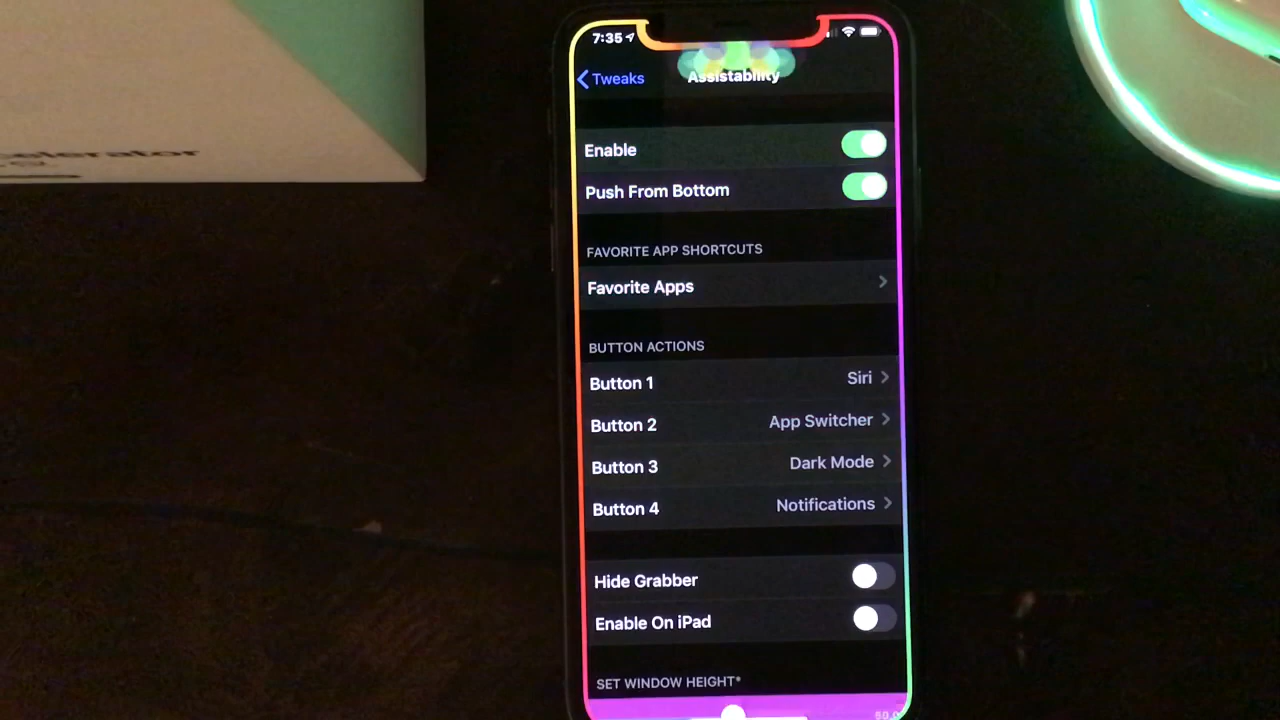 celerator
7:35
Tweaks
Assistability
Enable
Push From Bottom
FAVORITE APP SHORTCUTS
Favorite Apps
BUTTON ACTIONS
Button 1 Siri
Button 2 App Switcher
Button 3 Dark Mode
Button 4 Notifications
Hide Grabber
Enable On iPad
SET WINDOW HEIGHT*